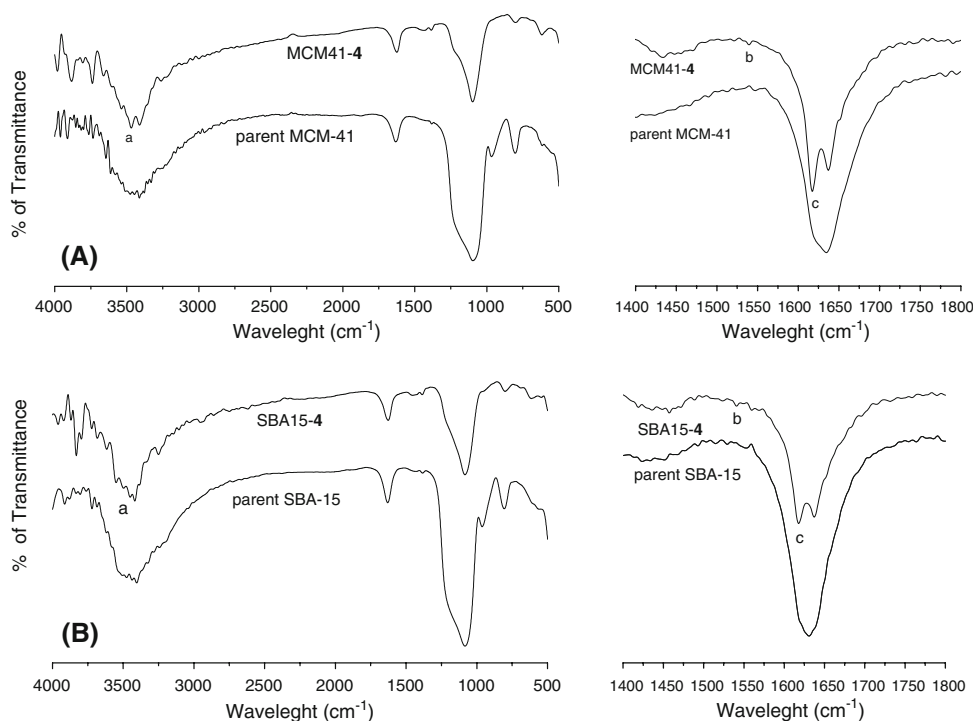 % of Transmittance
MCM41-4
a
parent MCM-41
(A)
4000 3500 3000 2500 2000 1500 1000 500
Waveleght (cm-1)
b
MCM41-4
parent MCM-41
c
1400 1450 1500 1550 1600 1650 1700 1750 1800
Waveleght (cm-1)
% of Transmittance
SBA15-4
a
parent SBA-15
(B)
4000 3500 3000 2500 2000 1500 1000 500
Waveleght (cm-1)
b
SBA15-4
parent SBA-15
c
1400 1450 1500 1550 1600 1650 1700 1750 1800
Waveleght (cm-1)